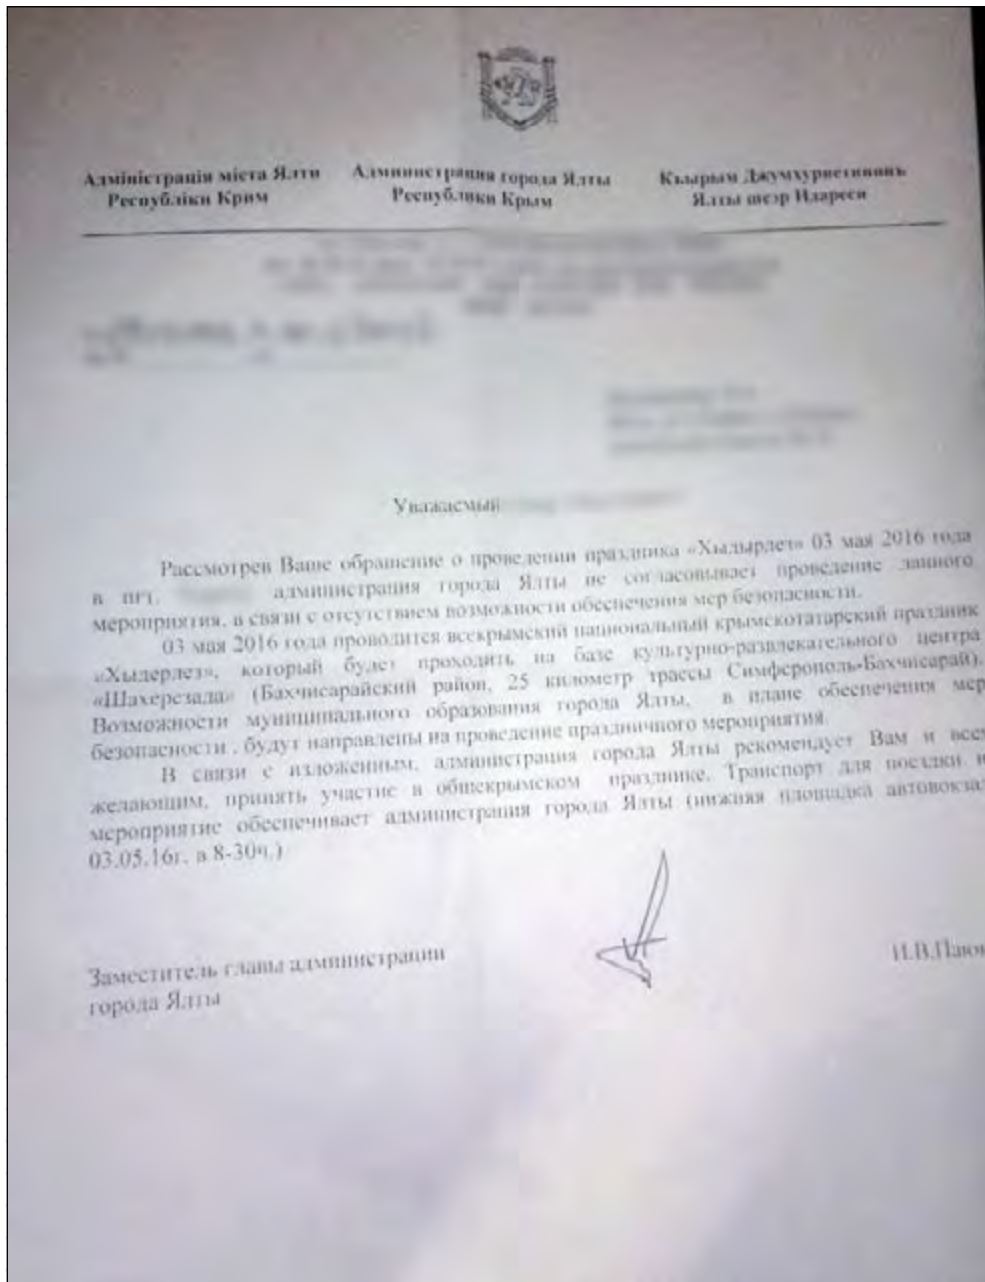 Адміністрація міста Ялти
Республіки Крим
Администрация города Ялты
Республики Крым
Къырым Джумхуриетининъ
Ялты шеэр Идареси
Уважаемый
Рассмотрев Ваше обращение о проведении праздника «Хыдырлез» 03 мая 2016 года
в пгт. администрация города Ялты не согласовывает проведение данного
мероприятия, в связи с отсутствием возможности обеспечения мер безопасности.
03 мая 2016 года проводится всекрымский национальный крымскотатарский праздник
«Хыдерлез», который будет проходить на базе культурно-развлекательного центра
«Шахерезада» (Бахчисарайский район, 25 километр трассы Симферополь-Бахчисарай).
Возможности муниципального образования города Ялты, в плане обеспечения мер
безопасности , будут направлены на проведение праздничного мероприятия.
В связи с изложенным, администрация города Ялты рекомендует Вам и всем
желающим, принять участие в общекрымском празднике. Транспорт для посадки
мероприятие обеспечивает администрация города Ялты (нижняя площадка автовокзал
03.05.16г. в 8-30ч.)
Заместитель главы администрации
города Ялты
И.В.